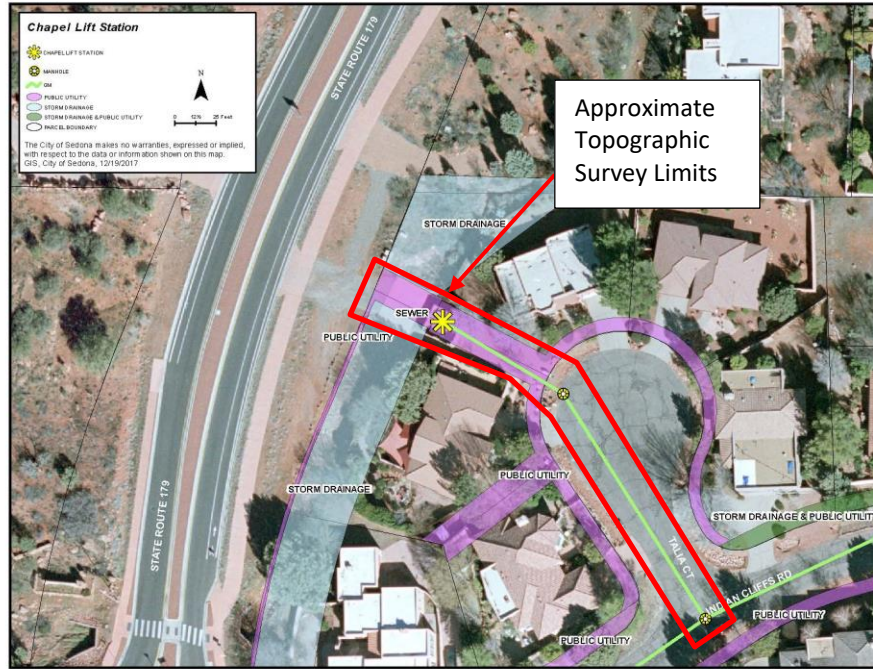 Chapel Lift Station
CHAPEL LIFT STATION
MANHOLE
GM
PUBLIC UTILITY
STORM DRAINAGE
STORM DRAINAGE & PUBLIC UTILITY
PARCEL BOUNDARY
N
0 12½ 25 Feet
The City of Sedona makes no warranties, expressed or implied,
with respect to the data or information shown on this map.
GIS, City of Sedona, 12/19/2017
STATE ROUTE 179
Approximate
Topographic
Survey Limits
STORM DRAINAGE
SEWER
PUBLIC UTILITY
STORM DRAINAGE
PUBLIC UTILITY
STORM DRAINAGE & PUBLIC UTILITY
STATE ROUTE 179
TALIA CT
INDIAN CLIFFS RD
PUBLIC UTILITY
PUBLIC UTILITY